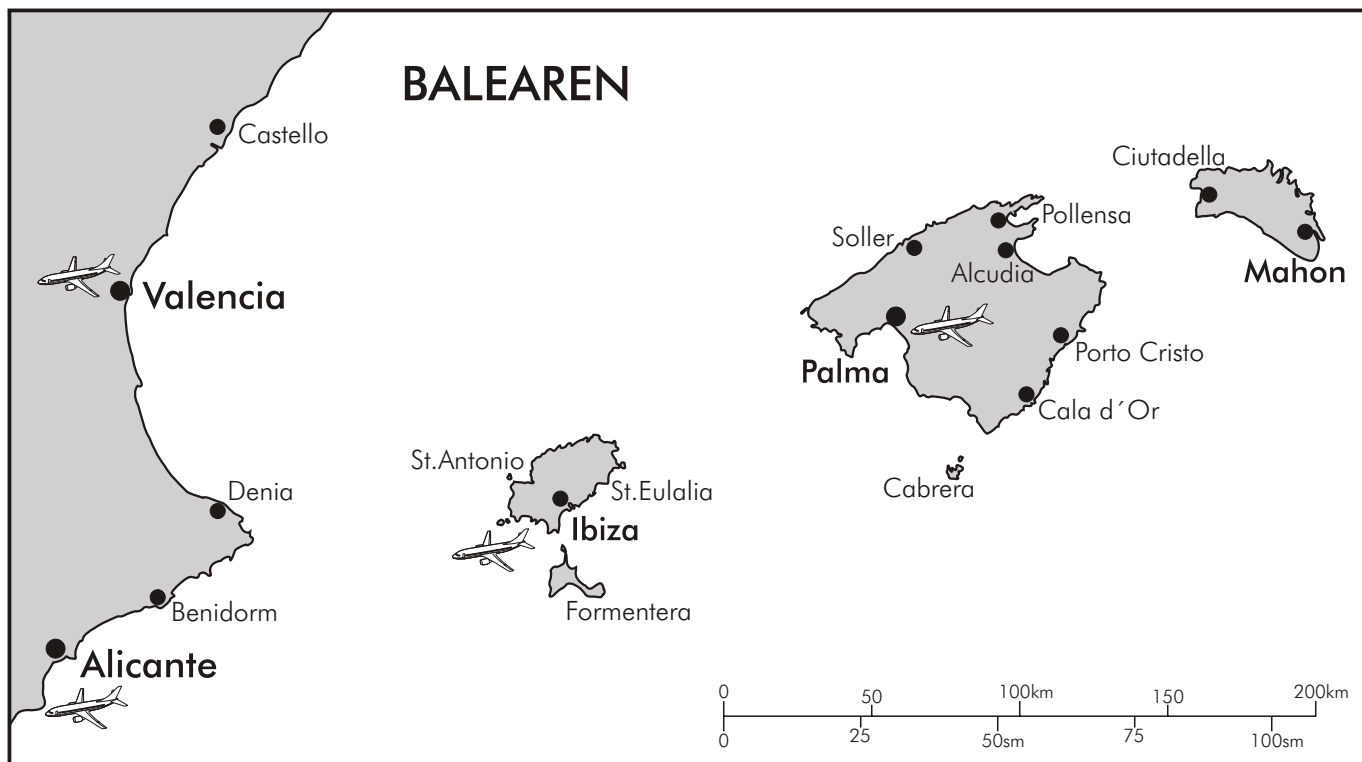 BALEAREN
Castello
Ciutadella
Pollensa
Soller
Alcudia
Mahon
Valencia
Porto Cristo
Palma
Cala d´Or
St.Antonio
Denia
St.Eulalia
Cabrera
Ibiza
Formentera
Benidorm
Alicante
0 50 100km 150 200km
0 25 50sm 75 100sm